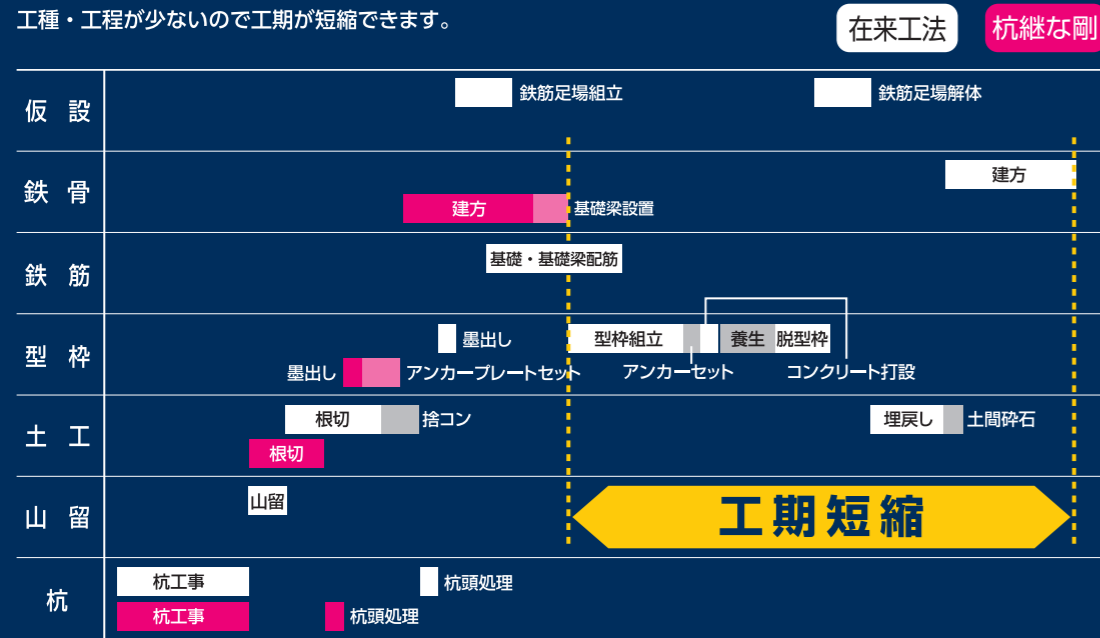 工種・工程が少ないので工期が短縮できます。
在来工法
杭継な剛
仮設
鉄筋足場組立
鉄筋足場解体
鉄骨
建方
建方
基礎梁設置
鉄筋
基礎・基礎梁配筋
型枠
墨出し
型枠組立
養生
脱型枠
墨出し
アンカープレートセット
アンカーセット
コンクリート打設
土工
根切
捨コン
埋戻し
土間砕石
根切
山留
山留
工期短縮
杭
杭工事
杭頭処理
杭工事
杭頭処理